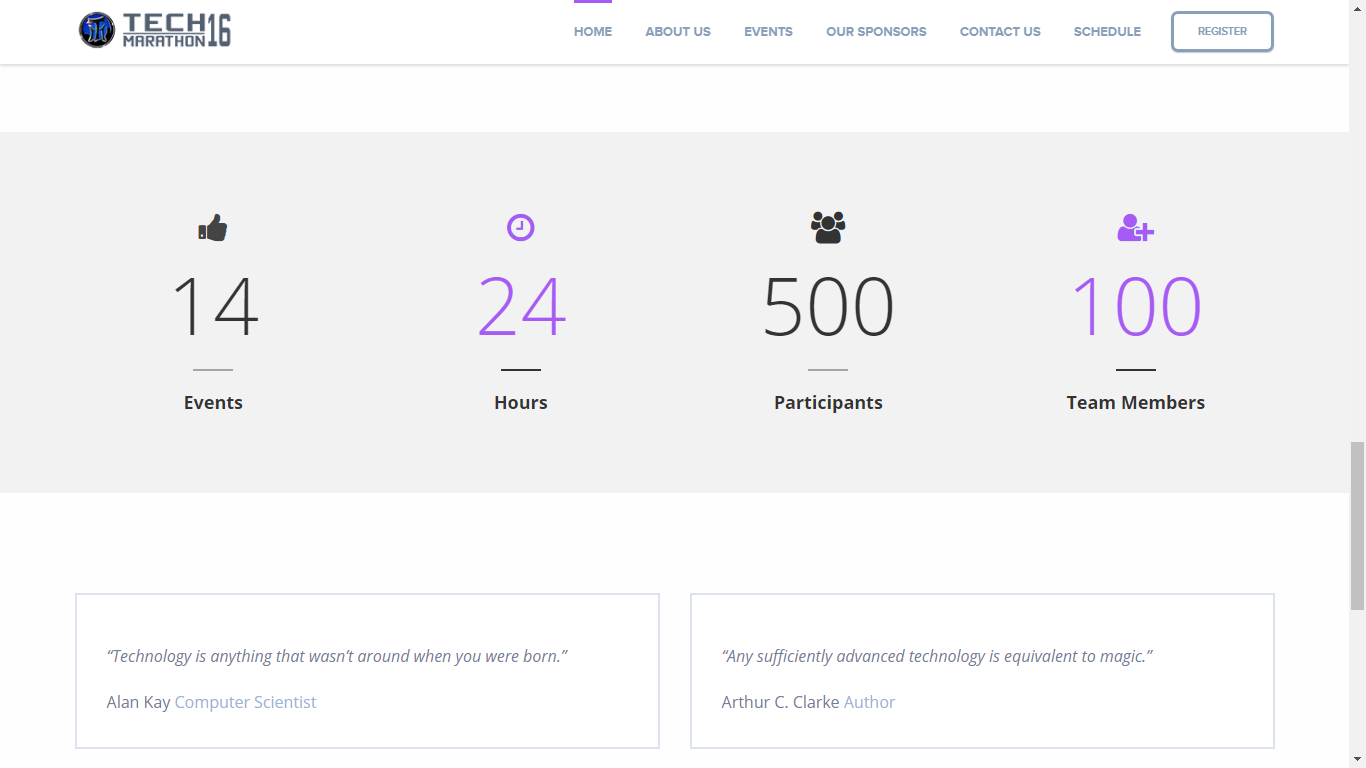 TECH MARATHON 16
HOME ABOUT US EVENTS OUR SPONSORS CONTACT US SCHEDULE REGISTER
14 24 500 100
Events Hours Participants Team Members
“Technology is anything that wasn’t around when you were born.”
Alan Kay Computer Scientist
“Any sufficiently advanced technology is equivalent to magic.”
Arthur C. Clarke Author